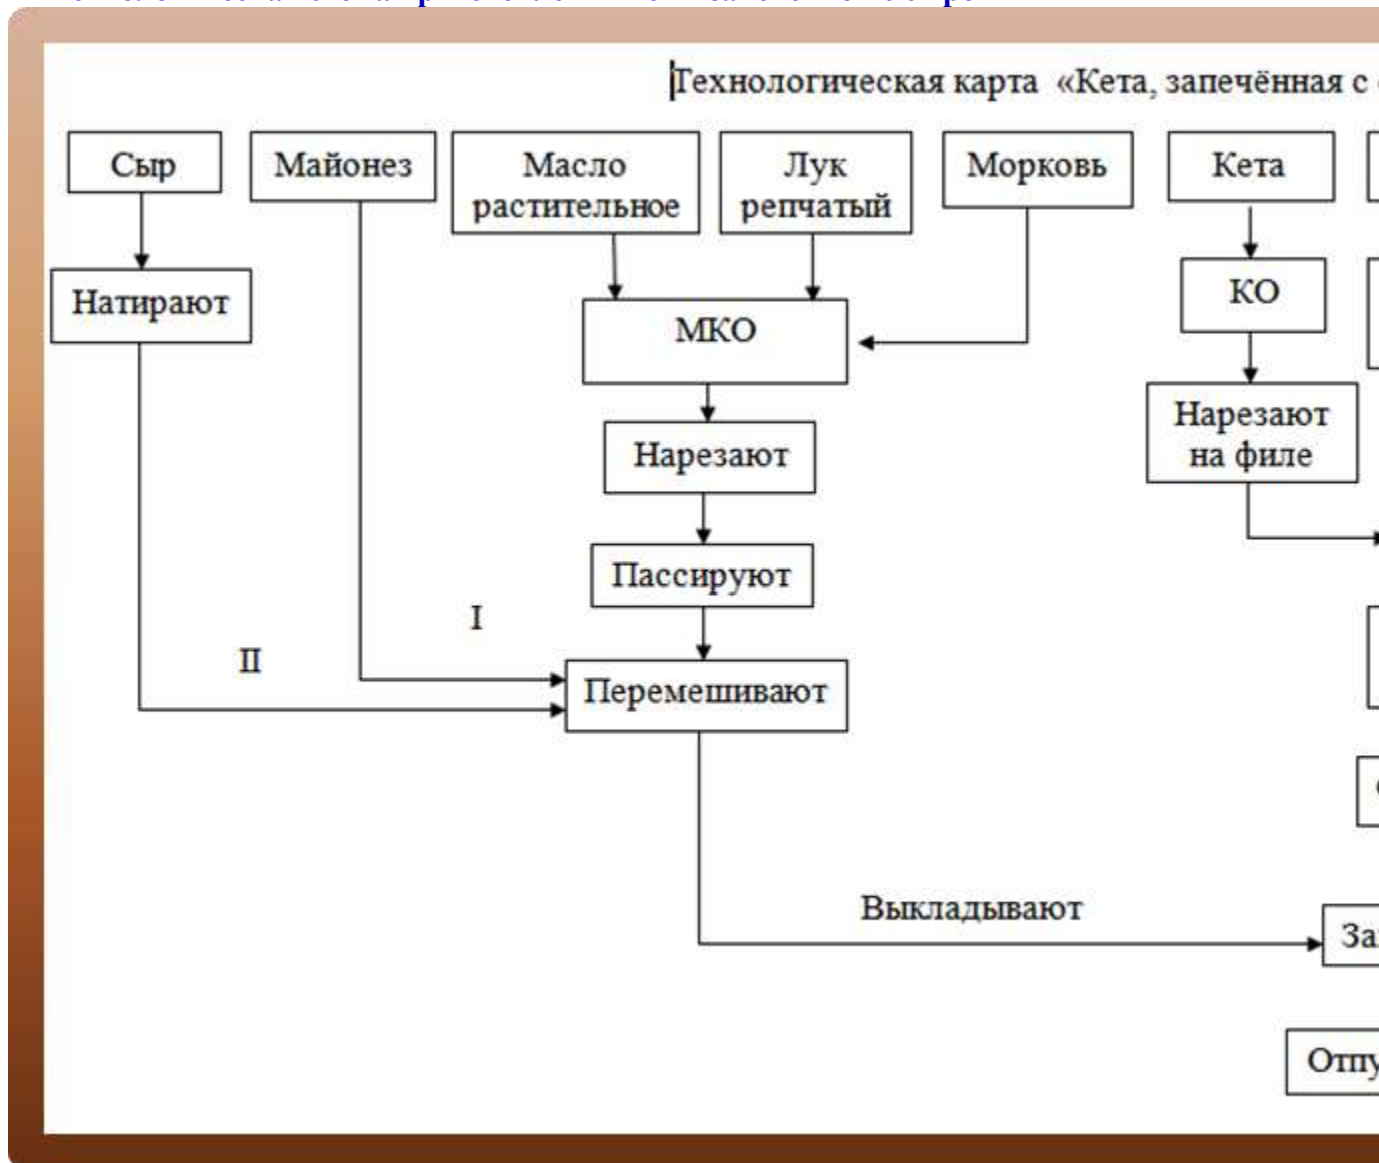 Технологическая карта «Кета, запечённая с
Сыр
Майонез
Масло
растительное
Лук
репчатый
Морковь
Кета
Натирают
МКО
КО
Нарезают
Нарезают
на филе
Пассируют
I
II
Перемешивают
Выкладывают